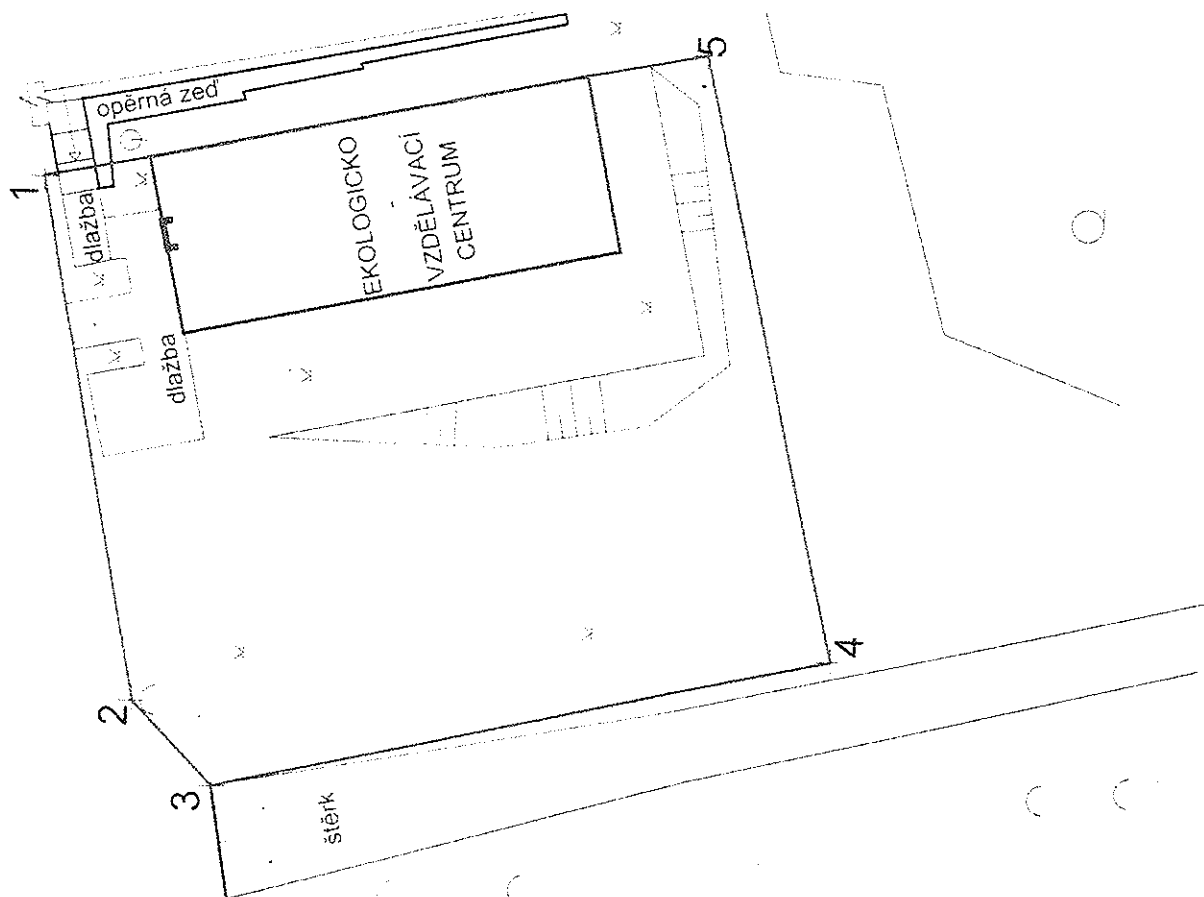 opěrná zeď
5
1
dlažba
EKOLOGICKO
-
VZDĚLÁVACÍ
CENTRUM
dlažba
2
4
3
štěrk